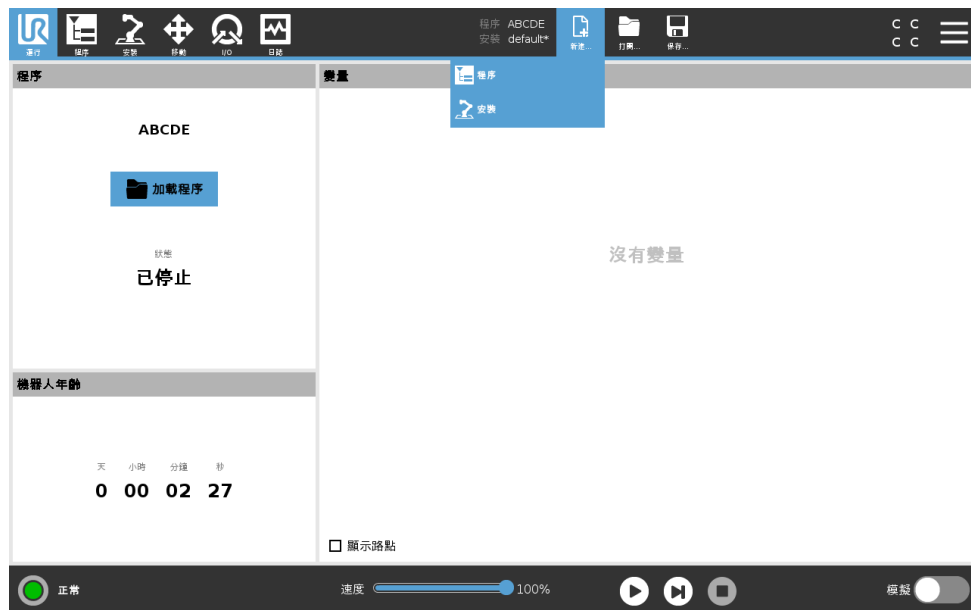 UR
運行
程序
安裝
移動
I/O
日誌
程序 ABCDE
安裝 default*
新建...
打開...
保存...
C C
C C
程序
安裝
程序
ABCDE
加載程序
狀態
已停止
變量
沒有變量
顯示路點
機器人年齡
天 小時 分鐘 秒
0 00 02 27
正常
速度 100%
模擬